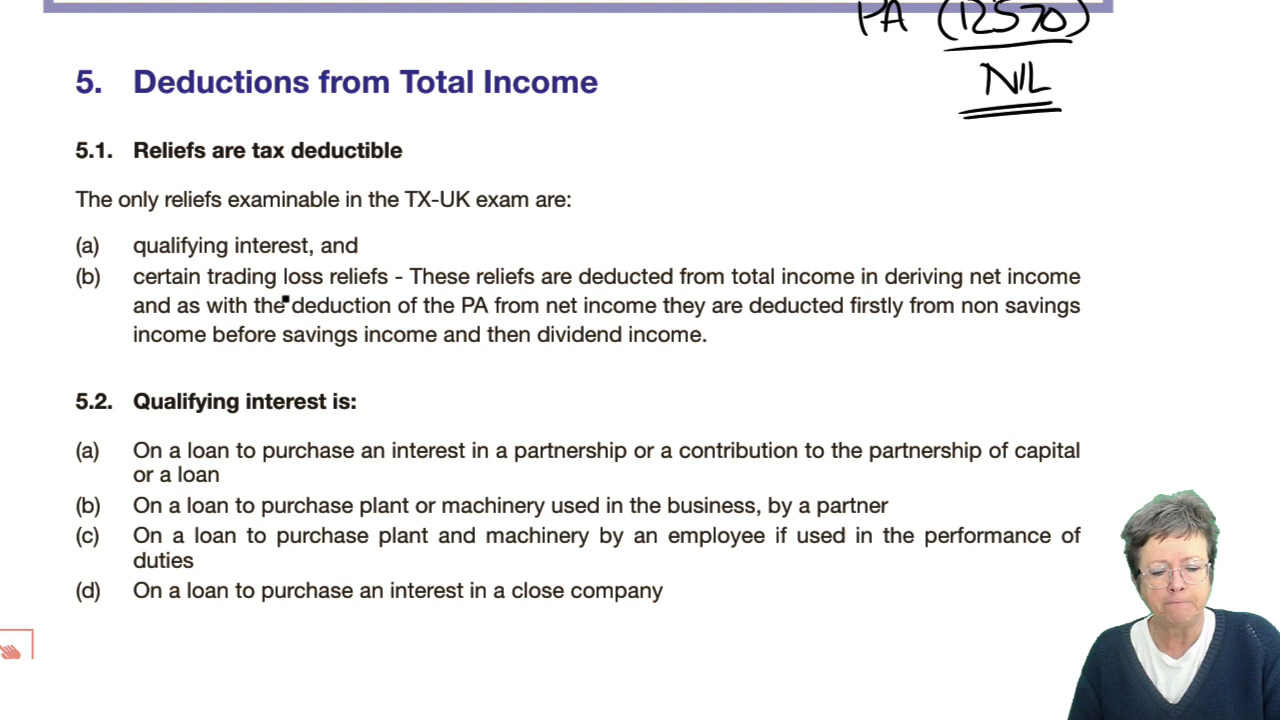 PA (12570)
NIL
5. Deductions from Total Income
5.1. Reliefs are tax deductible
The only reliefs examinable in the TX-UK exam are:
(a) qualifying interest, and
(b) certain trading loss reliefs - These reliefs are deducted from total income in deriving net income
and as with the deduction of the PA from net income they are deducted firstly from non savings
income before savings income and then dividend income.
5.2. Qualifying interest is:
(a) On a loan to purchase an interest in a partnership or a contribution to the partnership of capital
or a loan
(b) On a loan to purchase plant or machinery used in the business, by a partner
(c) On a loan to purchase plant and machinery by an employee if used in the performance of
duties
(d) On a loan to purchase an interest in a close company